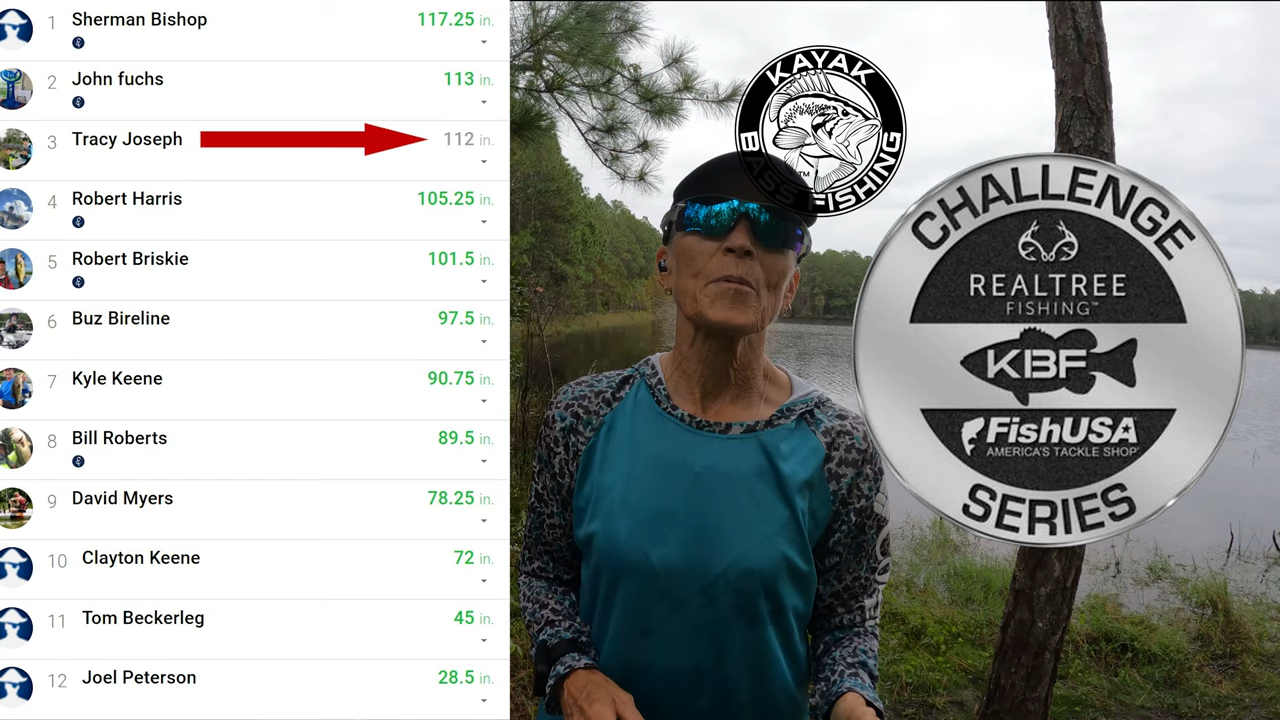 1 Sherman Bishop 117.25 in.
2 John fuchs 113 in.
3 Tracy Joseph 112 in.
4 Robert Harris 105.25 in.
5 Robert Briskie 101.5 in.
6 Buz Bireline 97.5 in.
7 Kyle Keene 90.75 in.
8 Bill Roberts 89.5 in.
9 David Myers 78.25 in.
10 Clayton Keene 72 in.
11 Tom Beckerleg 45 in.
12 Joel Peterson 28.5 in.
KAYAK
BASS FISHING
TM
CHALLENGE
REALTREE
FISHING™
KBF
FishUSA
AMERICA'S TACKLE SHOP
SERIES